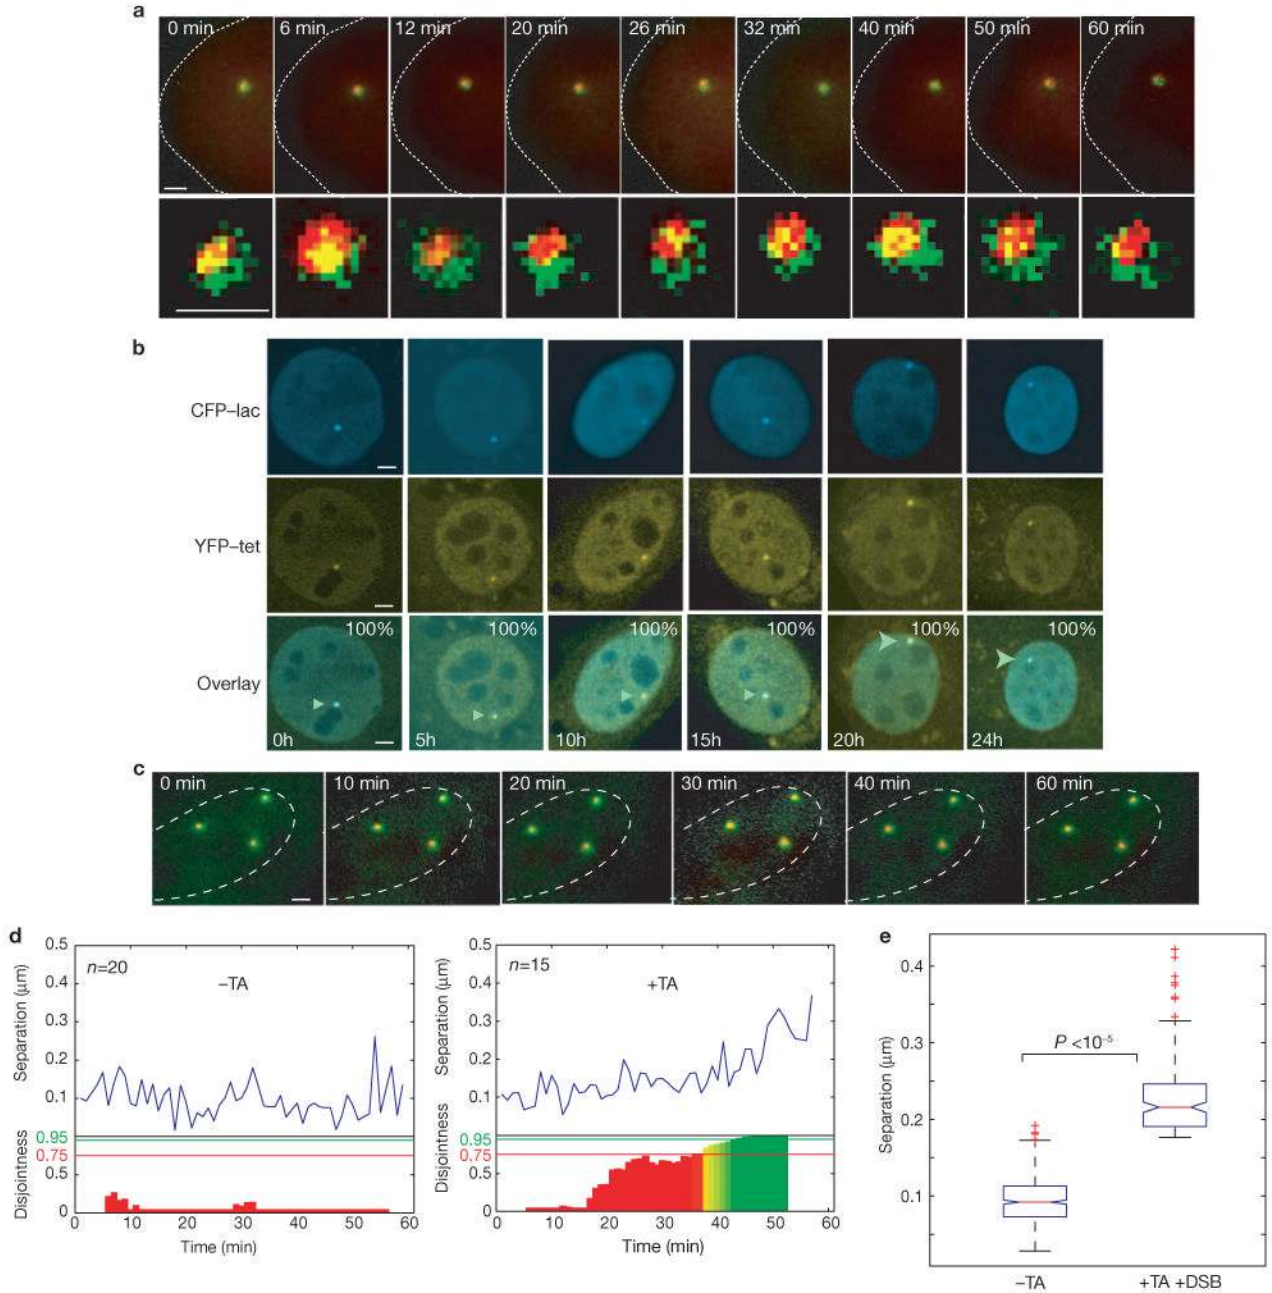 a
0 min 6 min 12 min 20 min 26 min 32 min 40 min 50 min 60 min
b
CFP–lac
YFP–tet
100% 100% 100% 100% 100% 100%
Overlay
0h 5h 10h 15h 20h 24h
c
0 min 10 min 20 min 30 min 40 min 60 min
d
0.5
n=20
–TA
0.4
0.3
0.2
0.1
Separation (µm)
0.95
0.75
0.5
0
Disjointness
0 10 20 30 40 50 60
Time (min)
0.5
n=15
+TA
0.4
0.3
0.2
0.1
Separation (µm)
0.95
0.75
0.5
0
Disjointness
0 10 20 30 40 50 60
Time (min)
e
0.4
0.3
0.2
0.1
Separation (µm)
P <10⁻⁵
–TA +TA +DSB